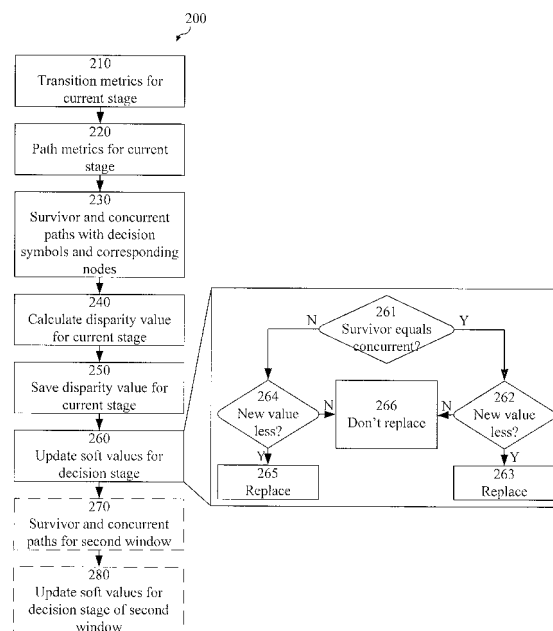 200
210
Transition metrics for
current stage
220
Path metrics for current
stage
230
Survivor and concurrent
paths with decision
symbols and corresponding
nodes
240
Calculate disparity value
for current stage
250
Save disparity value for
current stage
260
Update soft values for
decision stage
270
Survivor and concurrent
paths for second window
280
Update soft values for
decision stage of second
window
261
Survivor equals
concurrent?
N
Y
264
New value
less?
N
Y
265
Replace
266
Don't replace
262
New value
less?
N
Y
263
Replace